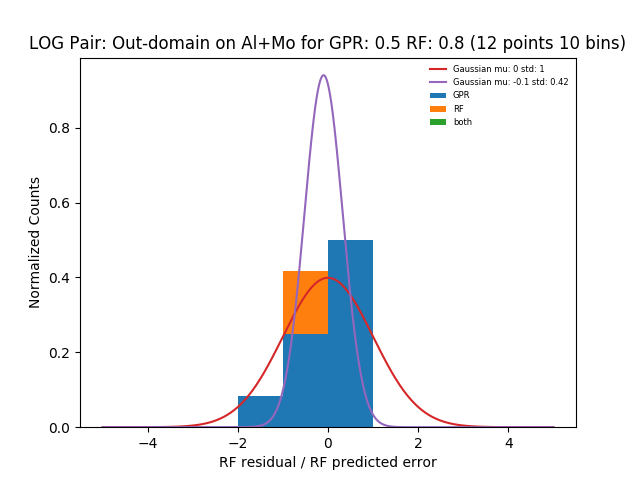 LOG Pair: Out-domain on Al+Mo for GPR: 0.5 RF: 0.8 (12 points 10 bins)
Gaussian mu: 0 std: 1
Gaussian mu: -0.1 std: 0.42
GPR
RF
both
Normalized Counts
0.8
0.6
0.4
0.2
0.0
−4 −2 0 2 4
RF residual / RF predicted error